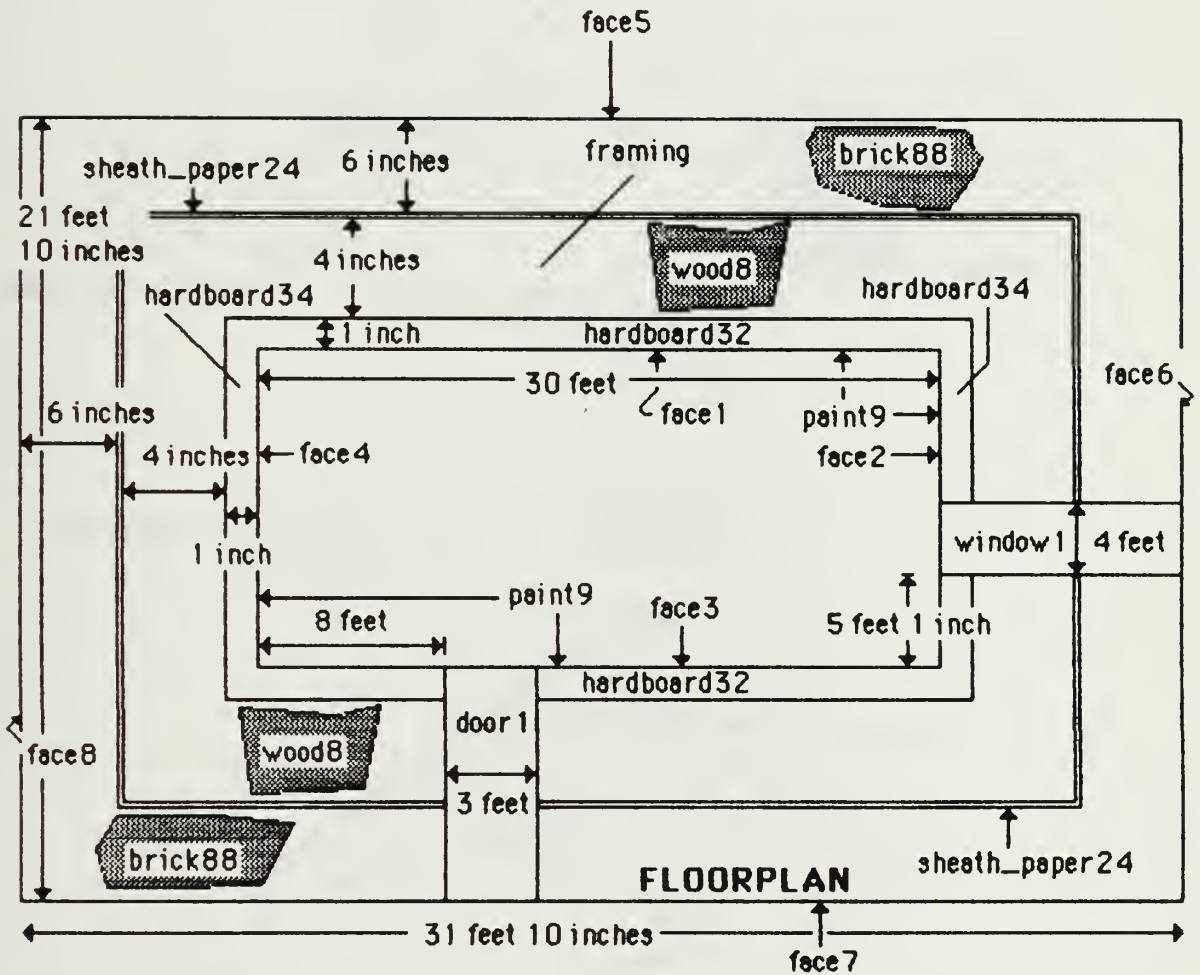 face5
sheath_paper24
6 inches
framing
brick88
21 feet
10 inches
4 inches
wood8
hardboard34
hardboard34
1 inch
hardboard32
30 feet
face6
6 inches
face1
paint9
4 inches
face4
face2
window1
4 feet
1 inch
paint9
face3
8 feet
5 feet 1 inch
hardboard32
door1
wood8
face8
3 feet
brick88
sheath_paper24
FLOORPLAN
31 feet 10 inches
face7